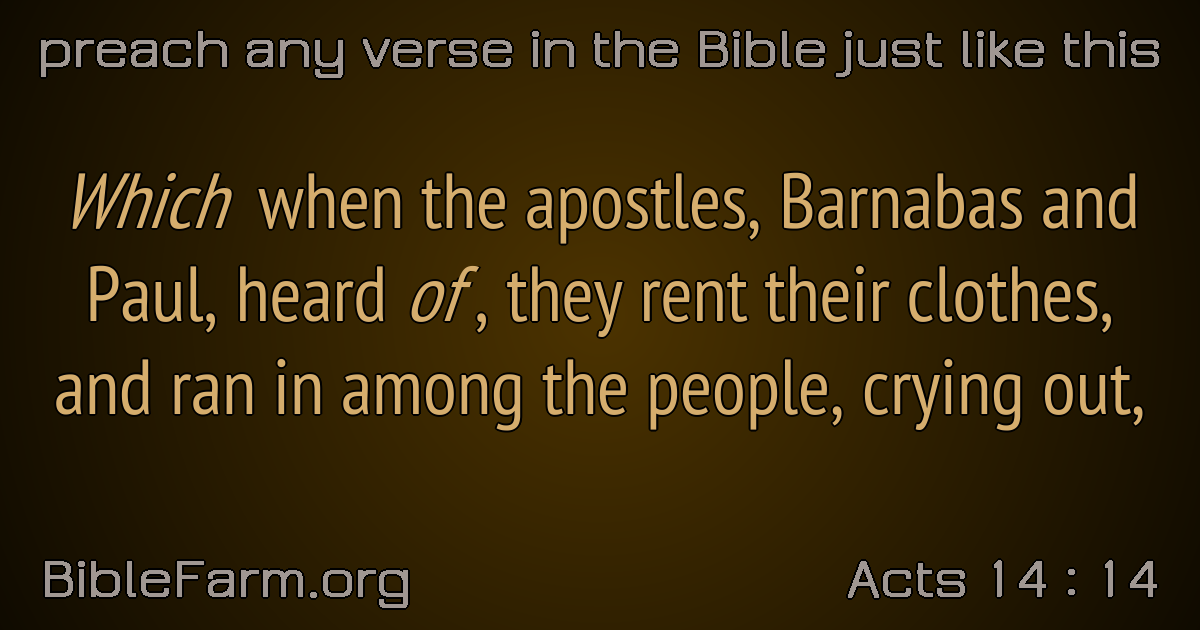 preach any verse in the Bible just like this
Which when the apostles, Barnabas and
Paul, heard of , they rent their clothes,
and ran in among the people, crying out,
BibleFarm.org
Acts 14 : 14